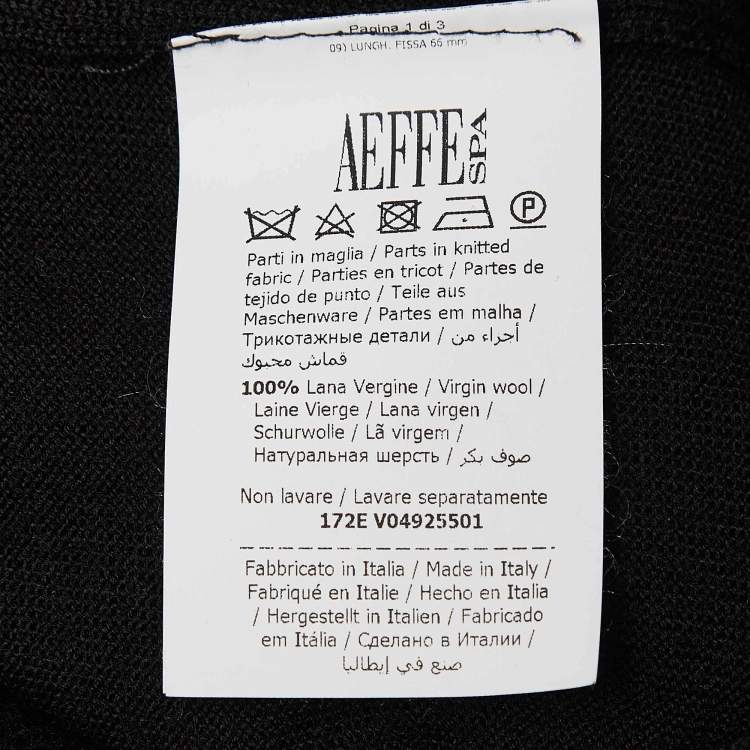 Pagina 1 di 3
09) LUNGH. FISSA 66 mm
AEFFE SPA
P
Parti in maglia / Parts in knitted
fabric / Parties en tricot / Partes de
tejido de punto / Teile aus
Maschenware / Partes em malha /
Трикотажные детали / أجزاء من
قماش محبوك
100% Lana Vergine / Virgin wool /
Laine Vierge / Lana virgen /
Schurwolle / Lã virgem /
Натуральная шерсть / صوف بكر
Non lavare / Lavare separatamente
172E V04925501
Fabbricato in Italia / Made in Italy /
Fabriqué en Italie / Hecho en Italia
/ Hergestellt in Italien / Fabricado
em Itália / Сделано в Италии /
صنع في إيطاليا